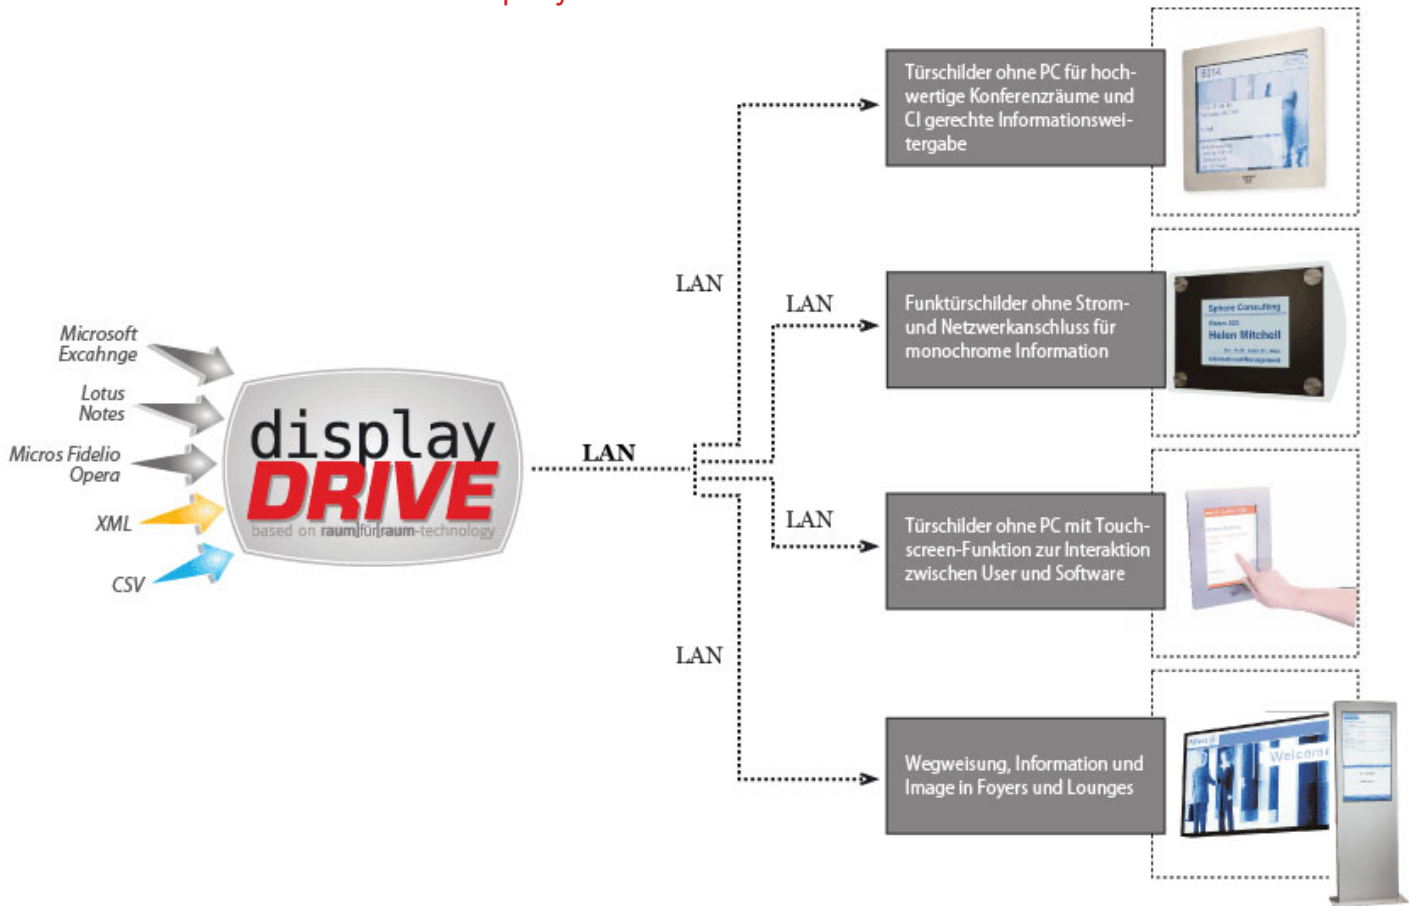 Türschilder ohne PC für hoch-
wertige Konferenzräume und
CI gerechte Informationswei-
tergabe
LAN
LAN
Funktürschilder ohne Strom-
und Netzwerkanschluss für
monochrome Information
Sphere Consulting
Helen Mitchell
International Management
Microsoft
Excahnge
Lotus
Notes
Micros Fidelio
Opera
XML
CSV
display
DRIVE
based on raum]für[raum-technology
LAN
LAN
Türschilder ohne PC mit Touch-
screen-Funktion zur Interaktion
zwischen User und Software
LAN
Wegweisung, Information und
Image in Foyers und Lounges